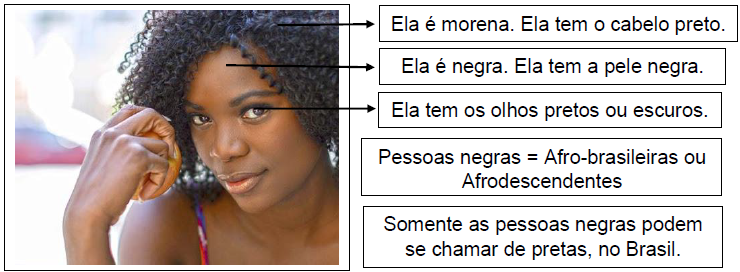 Ela é morena. Ela tem o cabelo preto.
Ela é negra. Ela tem a pele negra.
Ela tem os olhos pretos ou escuros.
Pessoas negras = Afro-brasileiras ou
Afrodescendentes
Somente as pessoas negras podem
se chamar de pretas, no Brasil.